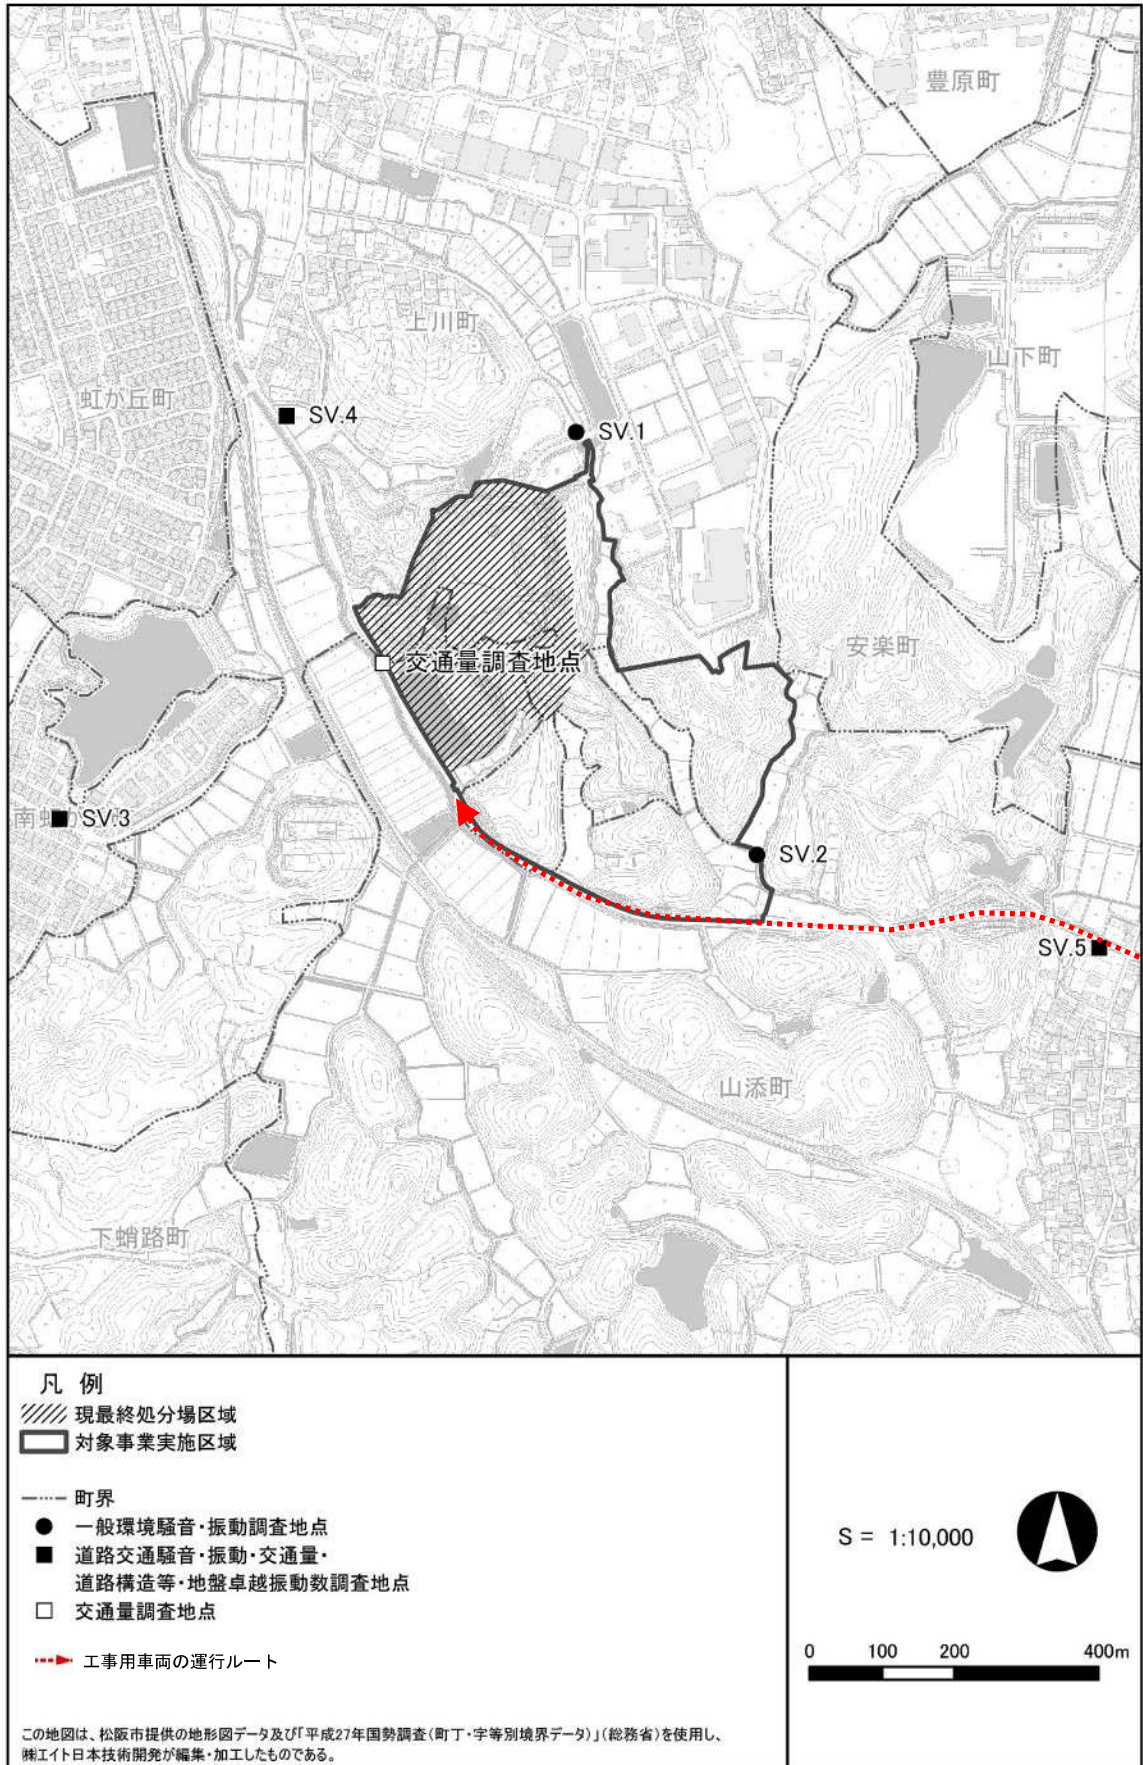 豊原町
上川町
山下町
虹が丘町
SV.4
SV.1
安楽町
交通量調査地点
南虹が
SV.3
SV.2
SV.5
山添町
下蛸路町
凡 例
現最終処分場区域
対象事業実施区域
町界
一般環境騒音・振動調査地点
道路交通騒音・振動・交通量・
道路構造等・地盤卓越振動数調査地点
交通量調査地点
工事用車両の運行ルート
S = 1:10,000
0 100 200 400m
この地図は、松阪市提供の地形図データ及び「平成27年国勢調査(町丁・字等別境界データ)」(総務省)を使用し、
㈱エイト日本技術開発が編集・加工したものである。